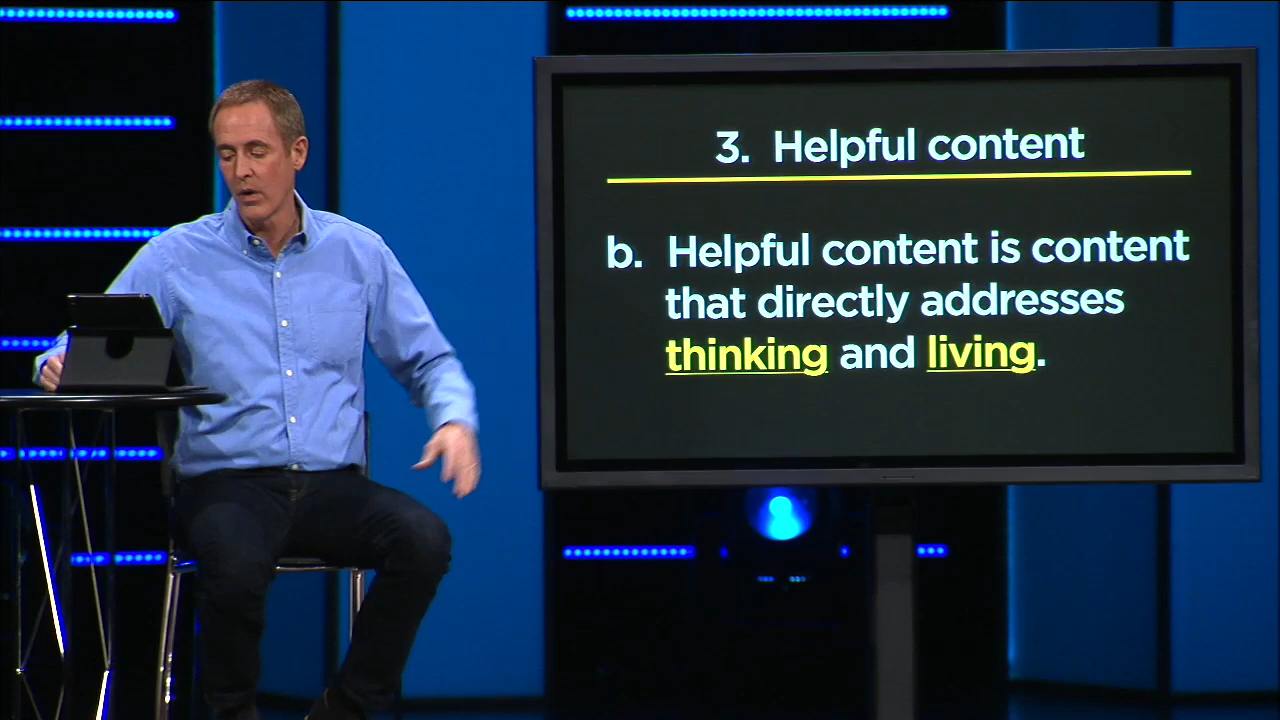 3. Helpful content
b. Helpful content is content
that directly addresses
thinking and living.